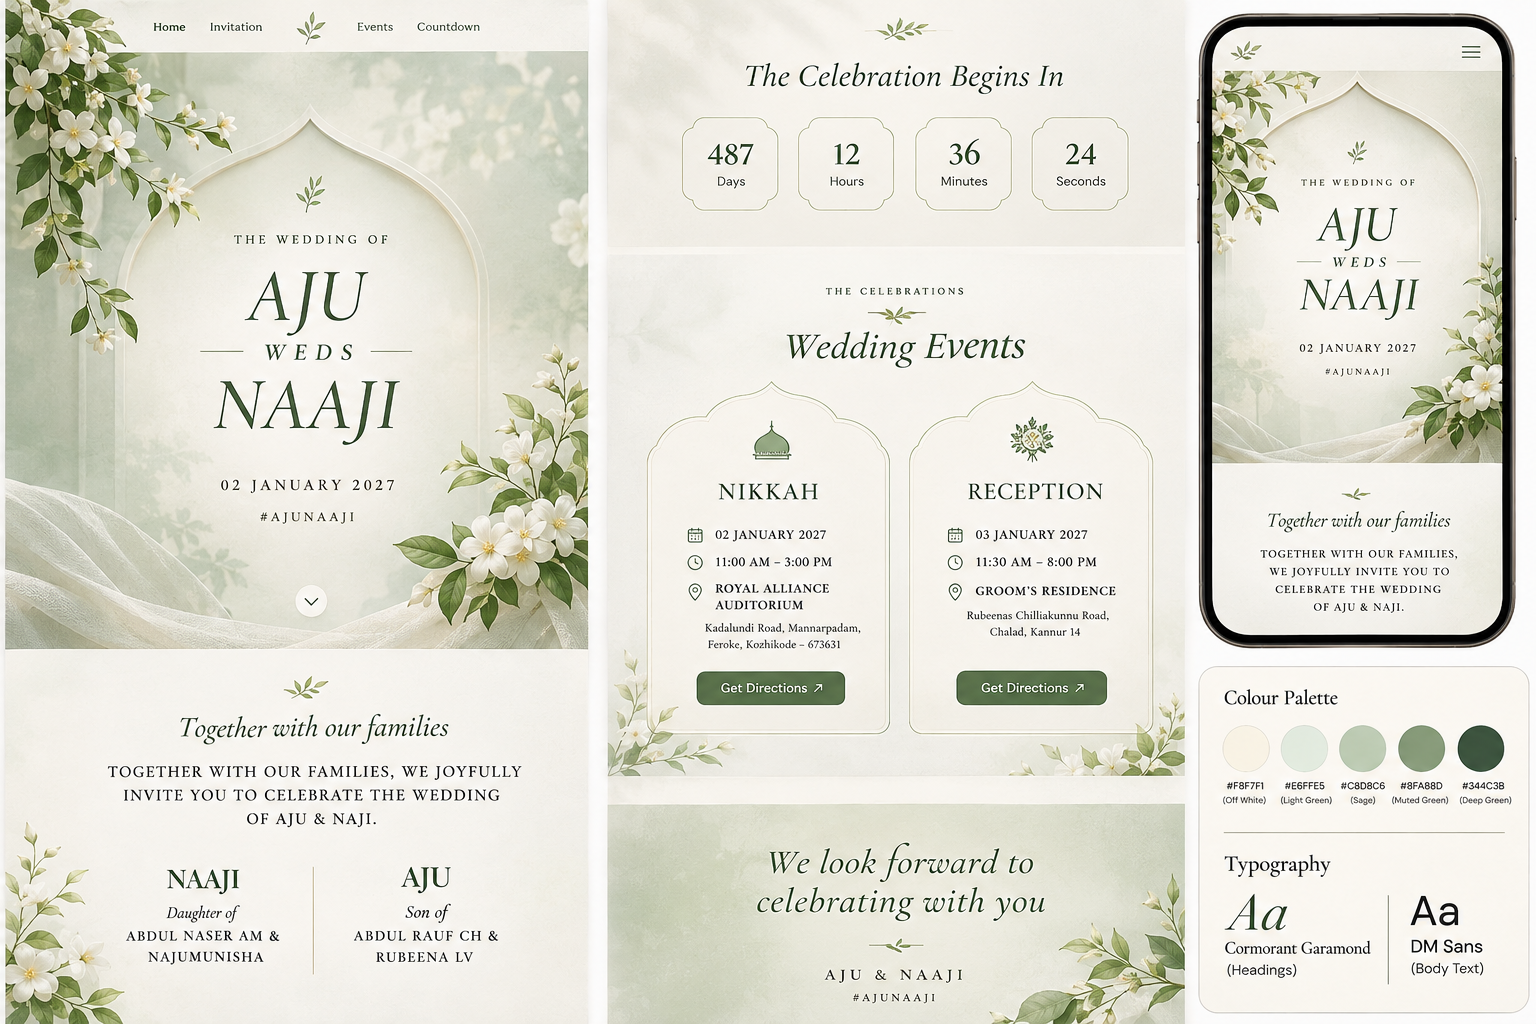 Home
Invitation
Events
Countdown
THE WEDDING OF
AJU
WEDS
NAAJI
02 JANUARY 2027
#AJUNAAJI
Together with our families
TOGETHER WITH OUR FAMILIES, WE JOYFULLY
INVITE YOU TO CELEBRATE THE WEDDING
OF AJU & NAJI.
NAAJI
Daughter of
ABDUL NASER AM &
NAJUMUNISHA
AJU
Son of
ABDUL RAUF CH &
RUBEENA LV
The Celebration Begins In
487
Days
12
Hours
36
Minutes
24
Seconds
THE CELEBRATIONS
Wedding Events
NIKKAH
02 JANUARY 2027
11:00 AM – 3:00 PM
ROYAL ALLIANCE
AUDITORIUM
Kadalundi Road, Mannarpadam,
Feroke, Kozhikode – 673631
Get Directions ↗
RECEPTION
03 JANUARY 2027
11:30 AM – 8:00 PM
GROOM'S RESIDENCE
Rubeenas Chilliakunnu Road,
Chalad, Kannur 14
Get Directions ↗
We look forward to
celebrating with you
AJU & NAAJI
#AJUNAAJI
THE WEDDING OF
AJU
WEDS
NAAJI
02 JANUARY 2027
#AJUNAAJI
Together with our families
TOGETHER WITH OUR FAMILIES,
WE JOYFULLY INVITE YOU TO
CELEBRATE THE WEDDING
OF AJU & NAJI.
Colour Palette
#F8F7F1
(Off White)
#E6FFE5
(Light Green)
#C8D8C6
(Sage)
#8FA88D
(Muted Green)
#344C3B
(Deep Green)
Typography
Aa
Cormorant Garamond
(Headings)
Aa
DM Sans
(Body Text)